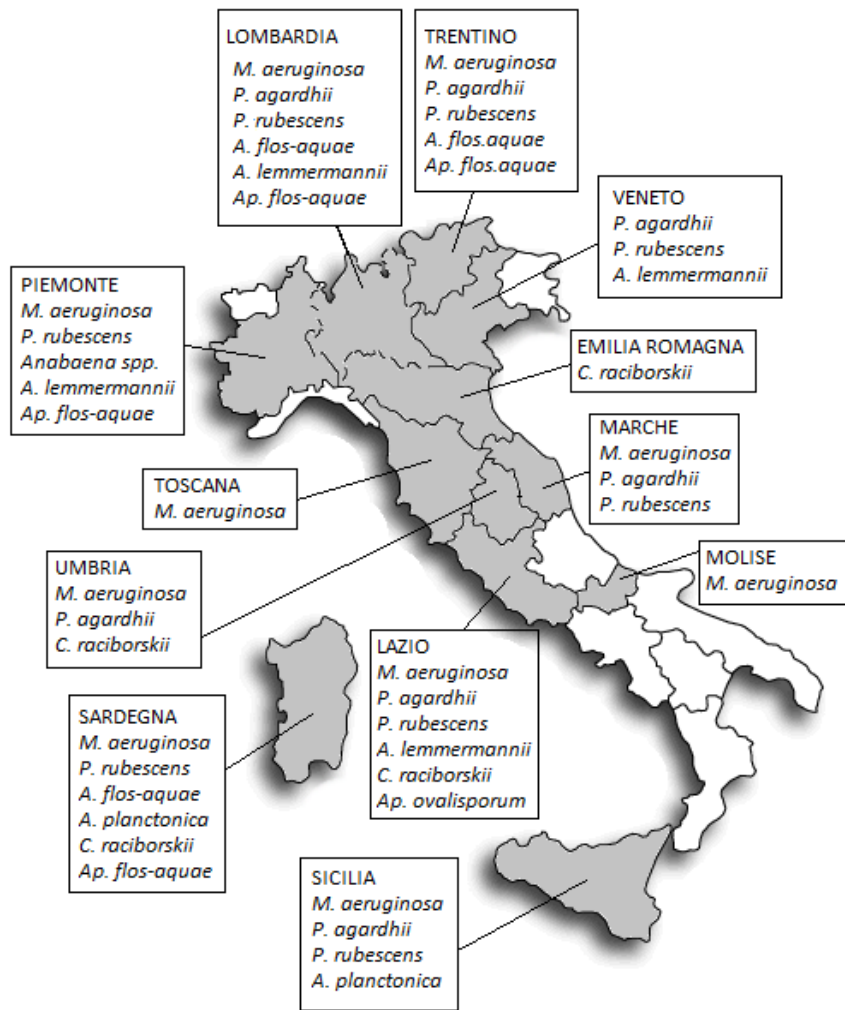 LOMBARDIA
M. aeruginosa
P. agardhii
P. rubescens
A. flos-aquae
A. lemmermannii
Ap. flos-aquae
TRENTINO
M. aeruginosa
P. agardhii
P. rubescens
A. flos.aquae
Ap. flos.aquae
VENETO
P. agardhii
P. rubescens
A. lemmermannii
PIEMONTE
M. aeruginosa
P. rubescens
Anabaena spp.
A. lemmermannii
Ap. flos-aquae
EMILIA ROMAGNA
C. raciborskii
MARCHE
M. aeruginosa
P. agardhii
P. rubescens
TOSCANA
M. aeruginosa
MOLISE
M. aeruginosa
UMBRIA
M. aeruginosa
P. agardhii
C. raciborskii
LAZIO
M. aeruginosa
P. agardhii
P. rubescens
A. lemmermannii
C. raciborskii
Ap. ovalisporum
SARDEGNA
M. aeruginosa
P. rubescens
A. flos-aquae
A. planctonica
C. raciborskii
Ap. flos-aquae
SICILIA
M. aeruginosa
P. agardhii
P. rubescens
A. planctonica